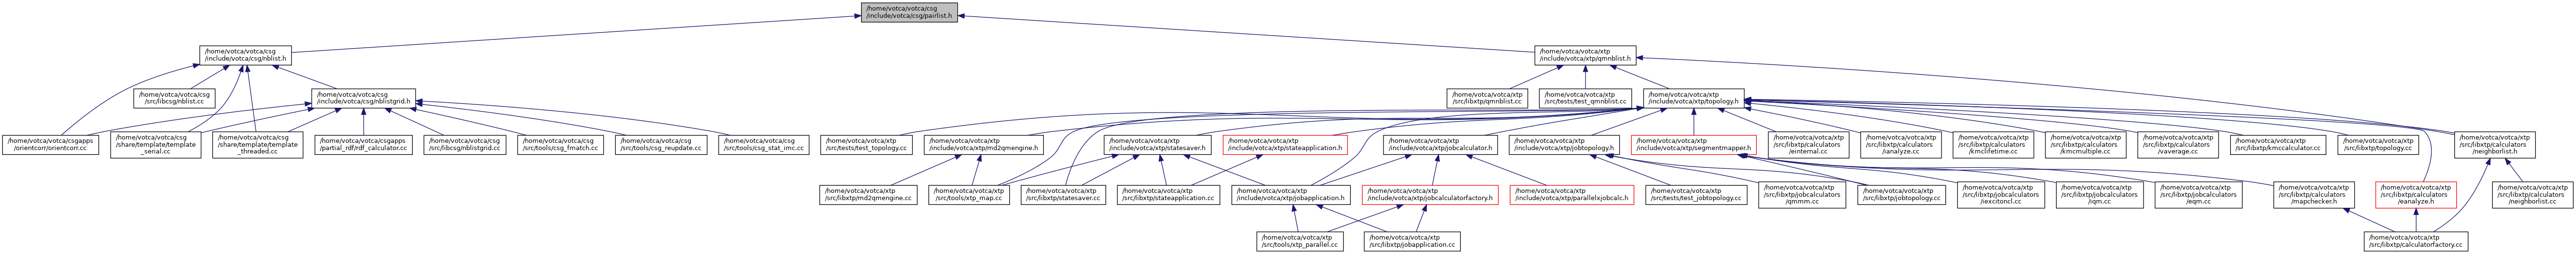 /home/votca/votca/csg
/include/votca/csg/pairlist.h
/home/votca/votca/csg
/include/votca/csg/nblist.h
/home/votca/votca/xtp
/include/votca/xtp/qmnblist.h
/home/votca/votca/csg
/src/libcsg/nblist.cc
/home/votca/votca/csg
/include/votca/csg/nblistgrid.h
/home/votca/votca/xtp
/src/libxtp/qmnblist.cc
/home/votca/votca/xtp
/src/tests/test_qmnblist.cc
/home/votca/votca/xtp
/include/votca/xtp/topology.h
/home/votca/votca/csgapps
/orientcorr/orientcorr.cc
/home/votca/votca/csg
/share/template/template
_serial.cc
/home/votca/votca/csg
/share/template/template
_threaded.cc
/home/votca/votca/csgapps
/partial_rdf/rdf_calculator.cc
/home/votca/votca/csg
/src/libcsg/nblistgrid.cc
/home/votca/votca/csg
/src/tools/csg_fmatch.cc
/home/votca/votca/csg
/src/tools/csg_reupdate.cc
/home/votca/votca/csg
/src/tools/csg_stat_imc.cc
/home/votca/votca/xtp
/src/tests/test_topology.cc
/home/votca/votca/xtp
/include/votca/xtp/md2qmengine.h
/home/votca/votca/xtp
/include/votca/xtp/statesaver.h
/home/votca/votca/xtp
/include/votca/xtp/stateapplication.h
/home/votca/votca/xtp
/include/votca/xtp/jobcalculator.h
/home/votca/votca/xtp
/include/votca/xtp/jobtopology.h
/home/votca/votca/xtp
/include/votca/xtp/segmentmapper.h
/home/votca/votca/xtp
/src/libxtp/calculators
/einternal.cc
/home/votca/votca/xtp
/src/libxtp/calculators
/ianalyze.cc
/home/votca/votca/xtp
/src/libxtp/calculators
/kmclifetime.cc
/home/votca/votca/xtp
/src/libxtp/calculators
/kmcmultiple.cc
/home/votca/votca/xtp
/src/libxtp/calculators
/vaverage.cc
/home/votca/votca/xtp
/src/libxtp/kmccalculator.cc
/home/votca/votca/xtp
/src/libxtp/topology.cc
/home/votca/votca/xtp
/src/libxtp/calculators
/neighborlist.h
/home/votca/votca/xtp
/src/libxtp/md2qmengine.cc
/home/votca/votca/xtp
/src/tools/xtp_map.cc
/home/votca/votca/xtp
/src/libxtp/statesaver.cc
/home/votca/votca/xtp
/src/libxtp/stateapplication.cc
/home/votca/votca/xtp
/include/votca/xtp/jobapplication.h
/home/votca/votca/xtp
/include/votca/xtp/jobcalculatorfactory.h
/home/votca/votca/xtp
/include/votca/xtp/parallelxjobcalc.h
/home/votca/votca/xtp
/src/tests/test_jobtopology.cc
/home/votca/votca/xtp
/src/libxtp/jobcalculators
/qmmm.cc
/home/votca/votca/xtp
/src/libxtp/jobtopology.cc
/home/votca/votca/xtp
/src/libxtp/jobcalculators
/iexcitoncl.cc
/home/votca/votca/xtp
/src/libxtp/jobcalculators
/iqm.cc
/home/votca/votca/xtp
/src/libxtp/jobcalculators
/eqm.cc
/home/votca/votca/xtp
/src/libxtp/calculators
/mapchecker.h
/home/votca/votca/xtp
/src/libxtp/calculators
/eanalyze.h
/home/votca/votca/xtp
/src/libxtp/calculators
/neighborlist.cc
/home/votca/votca/xtp
/src/tools/xtp_parallel.cc
/home/votca/votca/xtp
/src/libxtp/jobapplication.cc
/home/votca/votca/xtp
/src/libxtp/calculatorfactory.cc